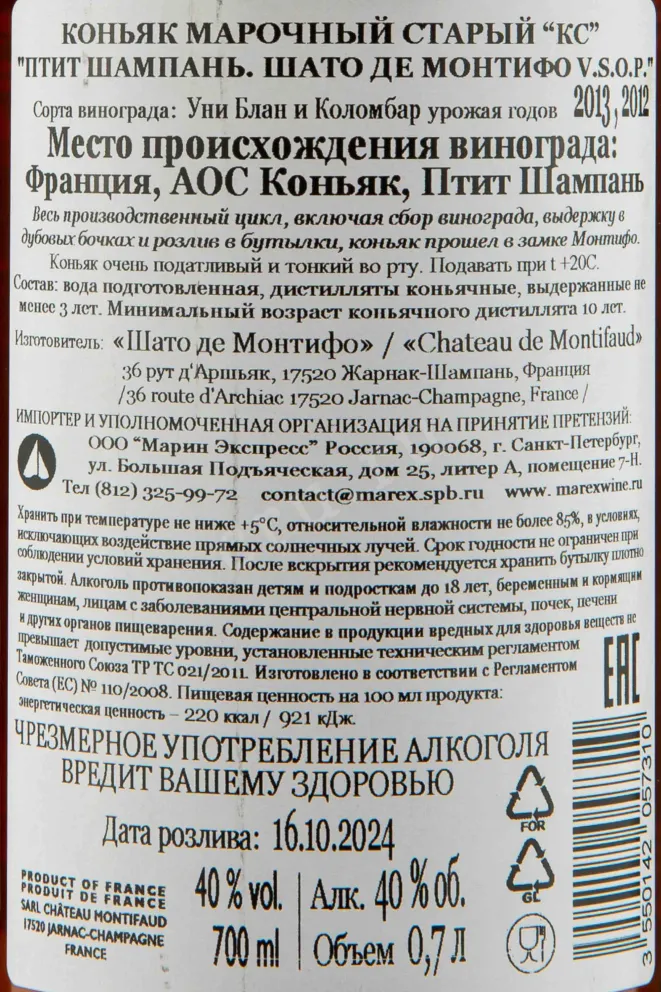 КОНЬЯК МАРОЧНЫЙ СТАРЫЙ “КС”
"ПТИТ ШАМПАНЬ. ШАТО ДЕ МОНТИФО V.S.O.P."
Сорта винограда: Уни Блан и Коломбар урожая годов 2013, 2012
Место происхождения винограда:
Франция, АОС Коньяк, Птит Шампань
Весь производственный цикл, включая сбор винограда, выдержку в
дубовых бочках и розлив в бутылки, коньяк прошел в замке Монтифо.
Коньяк очень податливый и тонкий во рту. Подавать при t +20C.
Состав: вода подготовленная, дистилляты коньячные, выдержанные не
менее 3 лет. Минимальный возраст коньячного дистиллята 10 лет.
Изготовитель: «Шато де Монтифо» / «Chateau de Montifaud»
36 рут д'Аршьяк, 17520 Жарнак-Шампань, Франция
/36 route d'Archiac 17520 Jarnac-Champagne, France /
ИМПОРТЕР И УПОЛНОМОЧЕННАЯ ОРГАНИЗАЦИЯ НА ПРИНЯТИЕ ПРЕТЕНЗИЙ:
ООО “Марин Экспресс” Россия, 190068, г. Санкт-Петербург,
ул. Большая Подъяческая, дом 25, литер А, помещение 7-Н.
Тел (812) 325-99-72 contact@marex.spb.ru www. marexwine.ru
Хранить при температуре не ниже +5°С, относительной влажности не более 85%, в условиях,
исключающих воздействие прямых солнечных лучей. Срок годности не ограничен при
соблюдении условий хранения. После вскрытия рекомендуется хранить бутылку плотно
закрытой. Алкоголь противопоказан детям и подросткам до 18 лет, беременным и кормящим
женщинам, лицам с заболеваниями центральной нервной системы, почек, печени
и других органов пищеварения. Содержание в продукции вредных для здоровья веществ не
превышает допустимые уровни, установленные техническим регламентом
Таможенного Союза ТР ТС 021/2011. Изготовлено в соответствии с Регламентом
Совета (ЕС) № 110/2008. Пищевая ценность на 100 мл продукта:
энергетическая ценность – 220 ккал / 921 кДж.
EAC
ЧРЕЗМЕРНОЕ УПОТРЕБЛЕНИЕ АЛКОГОЛЯ
ВРЕДИТ ВАШЕМУ ЗДОРОВЬЮ
Дата розлива: 16.10.2024
FOR
GL
PRODUCT OF FRANCE
PRODUIT DE FRANCE
SARL CHÂTEAU MONTIFAUD
17520 JARNAC-CHAMPAGNE
FRANCE
40 % vol. | Алк. 40 % об.
700 ml | Объем 0,7 Л
3 550142 057310